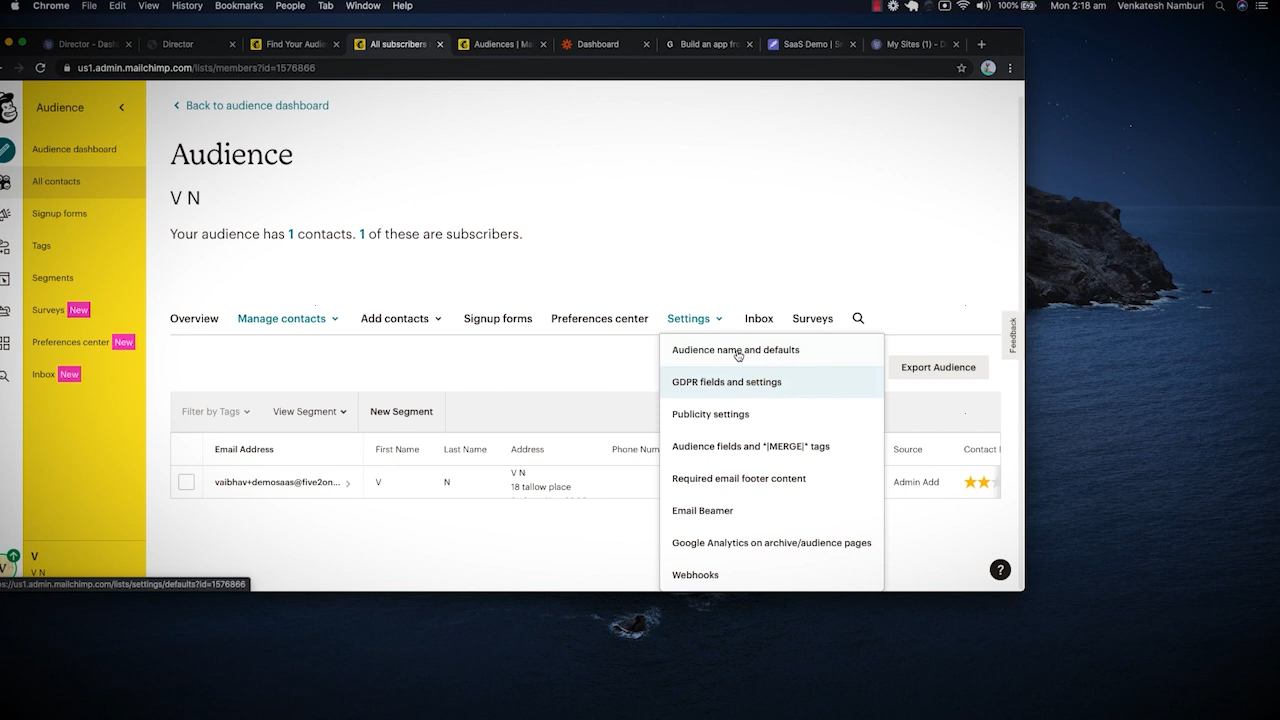 Chrome File Edit View History Bookmarks People Tab Window Help 100% Mon 2:18 am Venkatesh Namburi
Director - Dash: Director Find Your Audien All subscribers Audiences | Ma Dashboard Build an app fro SaaS Demo | S My Sites (1) - D
us1.admin.mailchimp.com/lists/members?id=1576866
Audience
Audience dashboard
All contacts
Signup forms
Tags
Segments
Surveys New
Preferences center New
Inbox New
V
V N
Back to audience dashboard
Audience
V N
Your audience has 1 contacts. 1 of these are subscribers.
Overview Manage contacts Add contacts Signup forms Preferences center Settings Inbox Surveys
Audience name and defaults
GDPR fields and settings
Publicity settings
Audience fields and *|MERGE|* tags
Required email footer content
Email Beamer
Google Analytics on archive/audience pages
Webhooks
Export Audience
Filter by Tags View Segment New Segment
Email Address First Name Last Name Address Phone Num Source Contact
vaibhav+demosaas@five2on... V N V N Admin Add
18 tallow place
Feedback
?
s://us1.admin.mailchimp.com/lists/settings/defaults?id=1576866